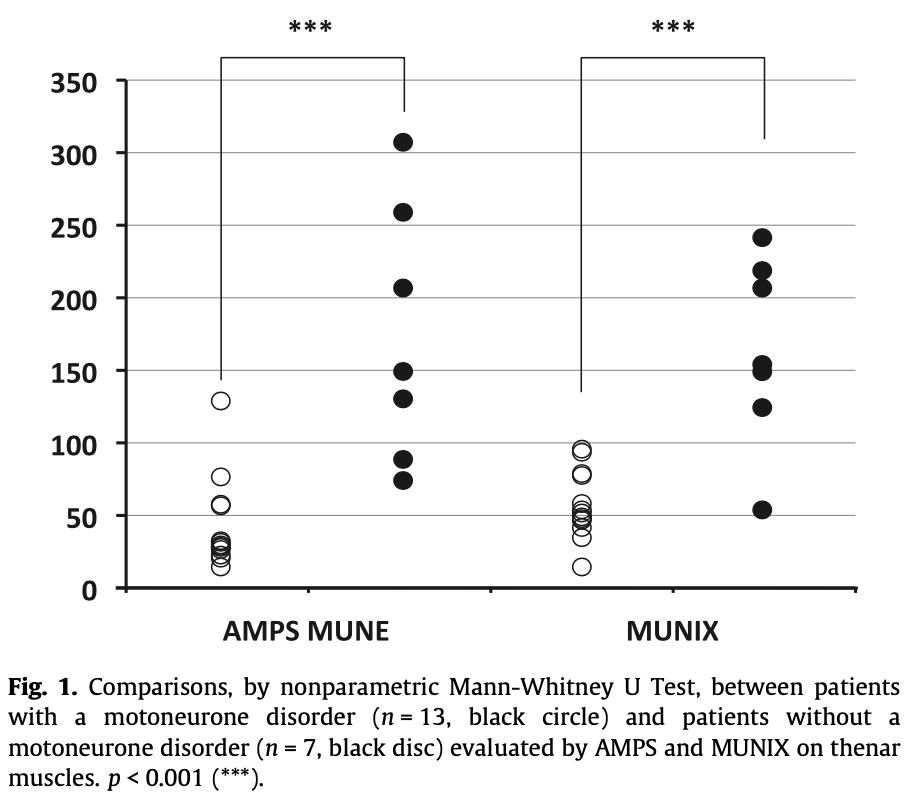 *** ***
350
300
250
200
150
100
50
0
AMPS MUNE MUNIX
Fig. 1. Comparisons, by nonparametric Mann-Whitney U Test, between patients
with a motoneurone disorder (n = 13, black circle) and patients without a
motoneurone disorder (n = 7, black disc) evaluated by AMPS and MUNIX on thenar
muscles. p < 0.001 (***).